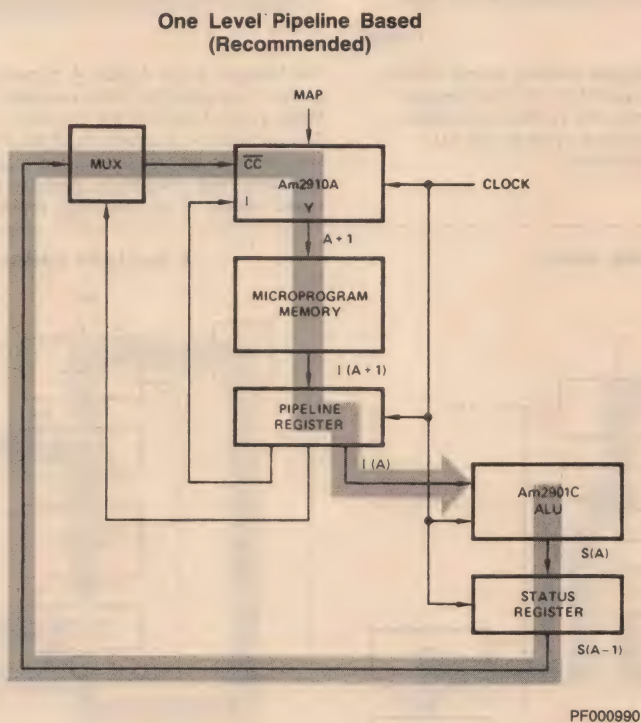 One Level Pipeline Based
(Recommended)
MAP
MUX
CC
Am2910A
I
Y
CLOCK
A + 1
MICROPROGRAM
MEMORY
I (A + 1)
PIPELINE
REGISTER
I (A)
Am2901C
ALU
S(A)
STATUS
REGISTER
S(A-1)
PF000990